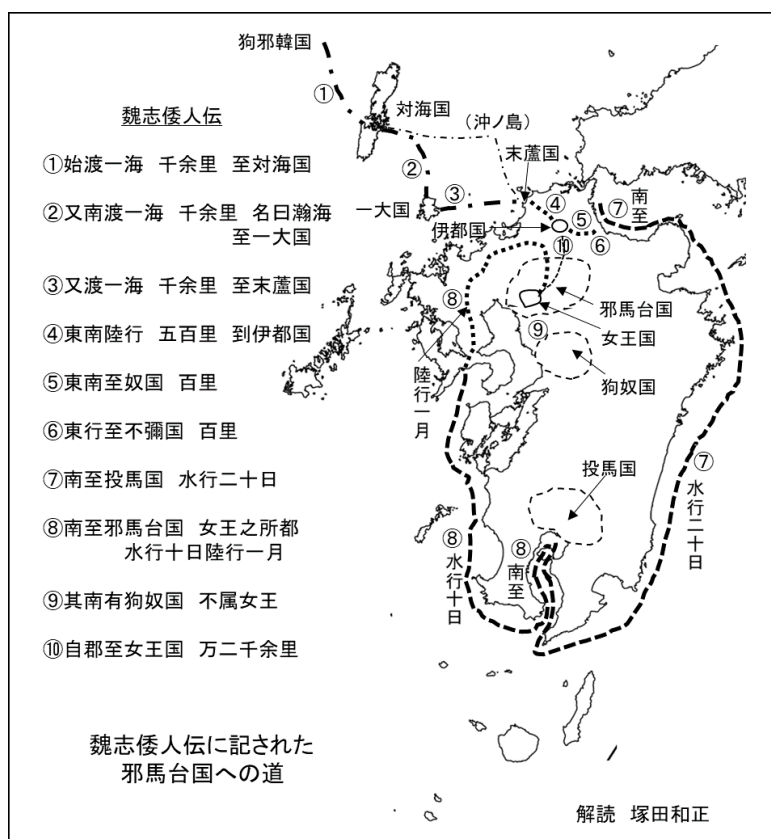 魏志倭人伝
①始渡一海 千余里 至対海国
②又南渡一海 千余里 名曰瀚海
至一大国
③又渡一海 千余里 至末蘆国
④東南陸行 五百里 到伊都国
⑤東南至奴国 百里
⑥東行至不彌国 百里
⑦南至投馬国 水行二十日
⑧南至邪馬台国 女王之所都
水行十日陸行一月
⑨其南有狗奴国 不属女王
⑩自郡至女王国 万二千余里
魏志倭人伝に記された
邪馬台国への道
狗邪韓国
①
対海国
(沖ノ島)
②
末蘆国
③
一大国
④
伊都国
⑤
⑥
⑦
南至
⑩
⑧
陸行一月
邪馬台国
女王国
⑨
狗奴国
投馬国
⑦
水行二十日
⑧
南至
⑧
水行十日
解読 塚田和正